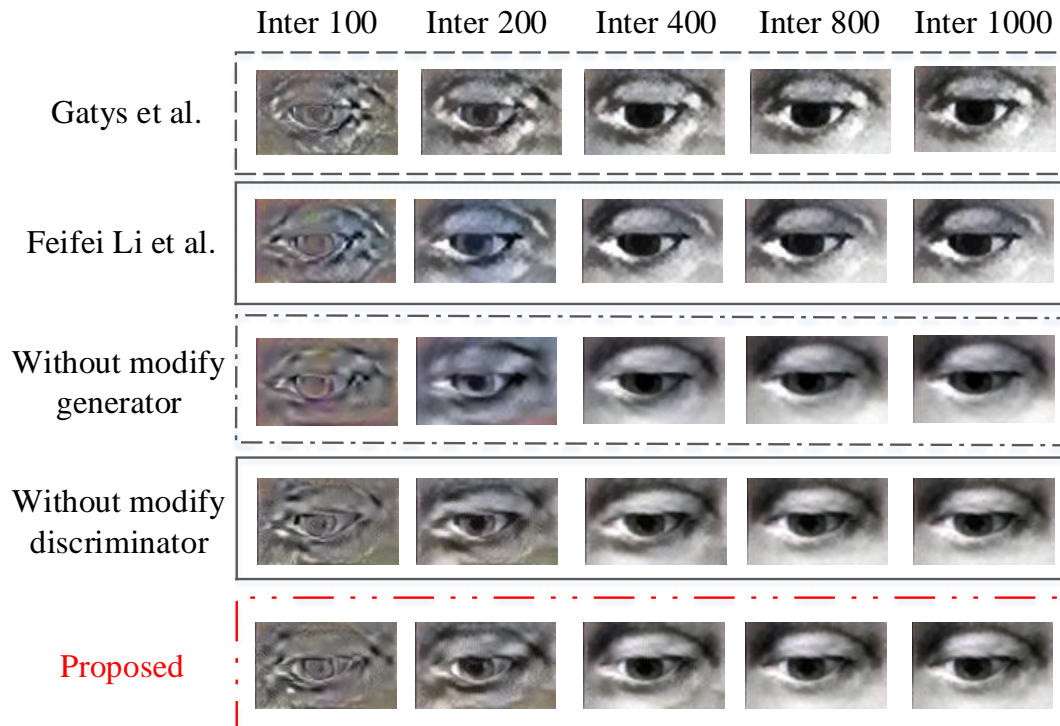 Inter 100 Inter 200 Inter 400 Inter 800 Inter 1000
Gatys et al.
Feifei Li et al.
Without modify
generator
Without modify
discriminator
Proposed